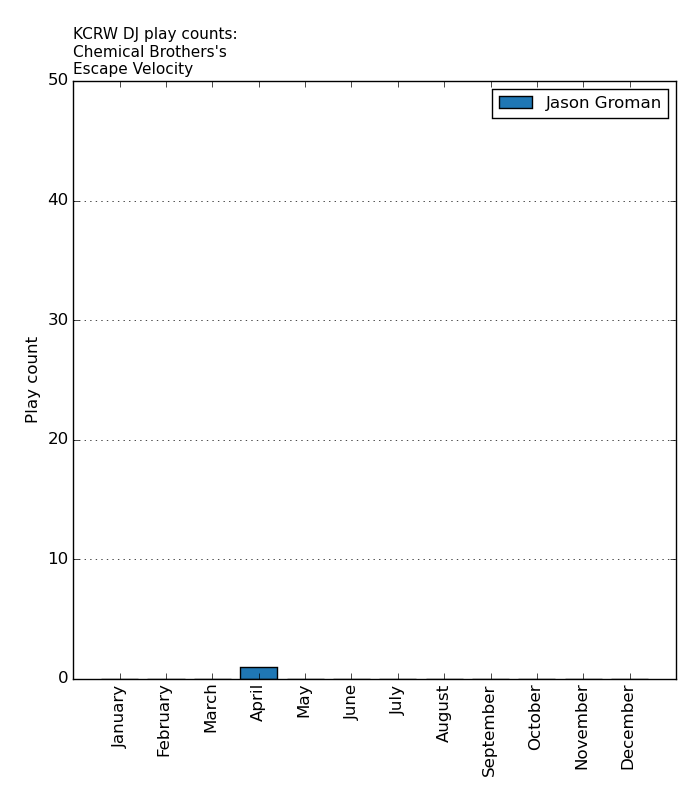 KCRW DJ play counts:
Chemical Brothers's
Escape Velocity
Jason Groman
Play count
50
40
30
20
10
0
January
February
March
April
May
June
July
August
September
October
November
December